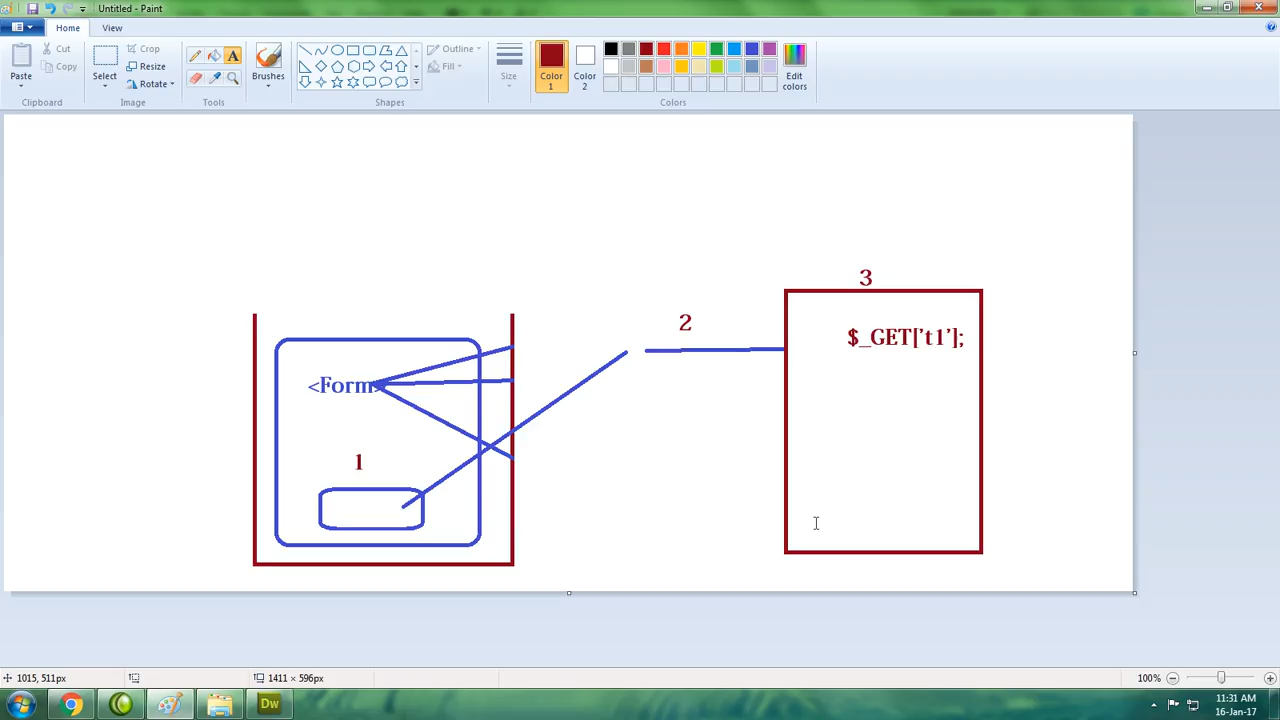 Untitled - Paint
Home
View
Paste
Cut
Copy
Clipboard
Select
Crop
Resize
Rotate
Image
Tools
Brushes
Shapes
Outline
Fill
Size
Color
1
Color
2
Edit
colors
Colors
3
2
$_GET['t1'];
<Form>
1
1015, 511px
1411 × 596px
100%
Dw
11:31 AM
16-Jan-17